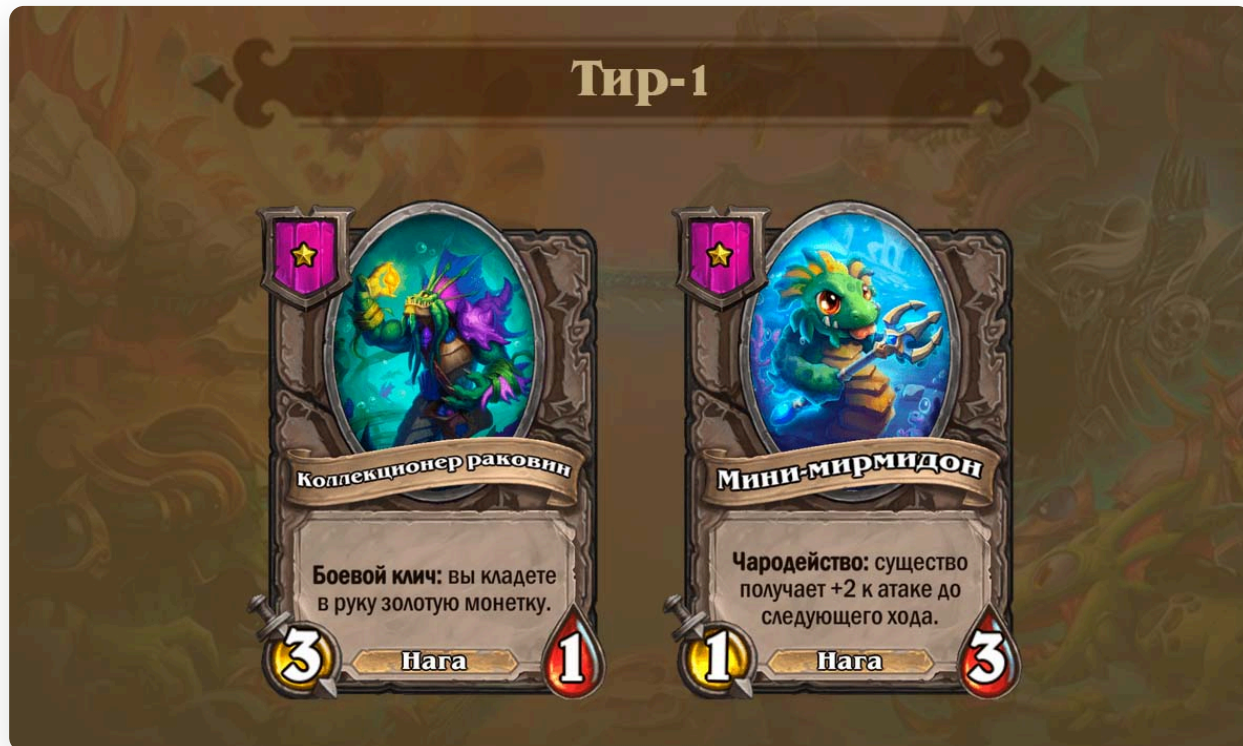 Тир-1
Коллекционер раковин
Боевой клич: вы кладете
в руку золотую монетку.
3
Нага
1
Мини-мирмидон
Чародейство: существо
получает +2 к атаке до
следующего хода.
1
Нага
3